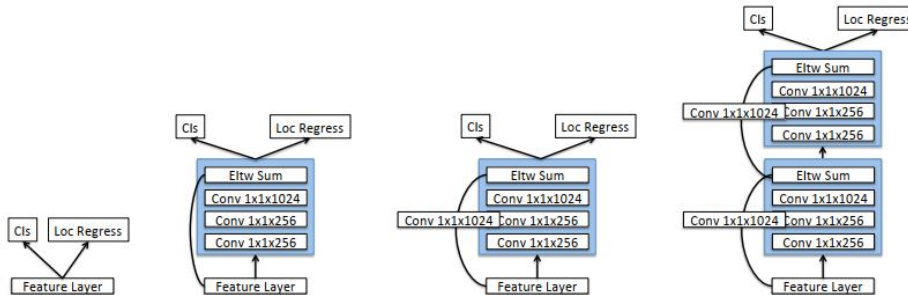 Cls
Loc Regress
Feature Layer
Cls
Loc Regress
Eltw Sum
Conv 1x1x1024
Conv 1x1x256
Conv 1x1x256
Feature Layer
Cls
Loc Regress
Eltw Sum
Conv 1x1x1024
Conv 1x1x1024
Conv 1x1x256
Conv 1x1x256
Feature Layer
Cls
Loc Regress
Eltw Sum
Conv 1x1x1024
Conv 1x1x1024
Conv 1x1x256
Conv 1x1x256
Eltw Sum
Conv 1x1x1024
Conv 1x1x1024
Conv 1x1x256
Conv 1x1x256
Feature Layer